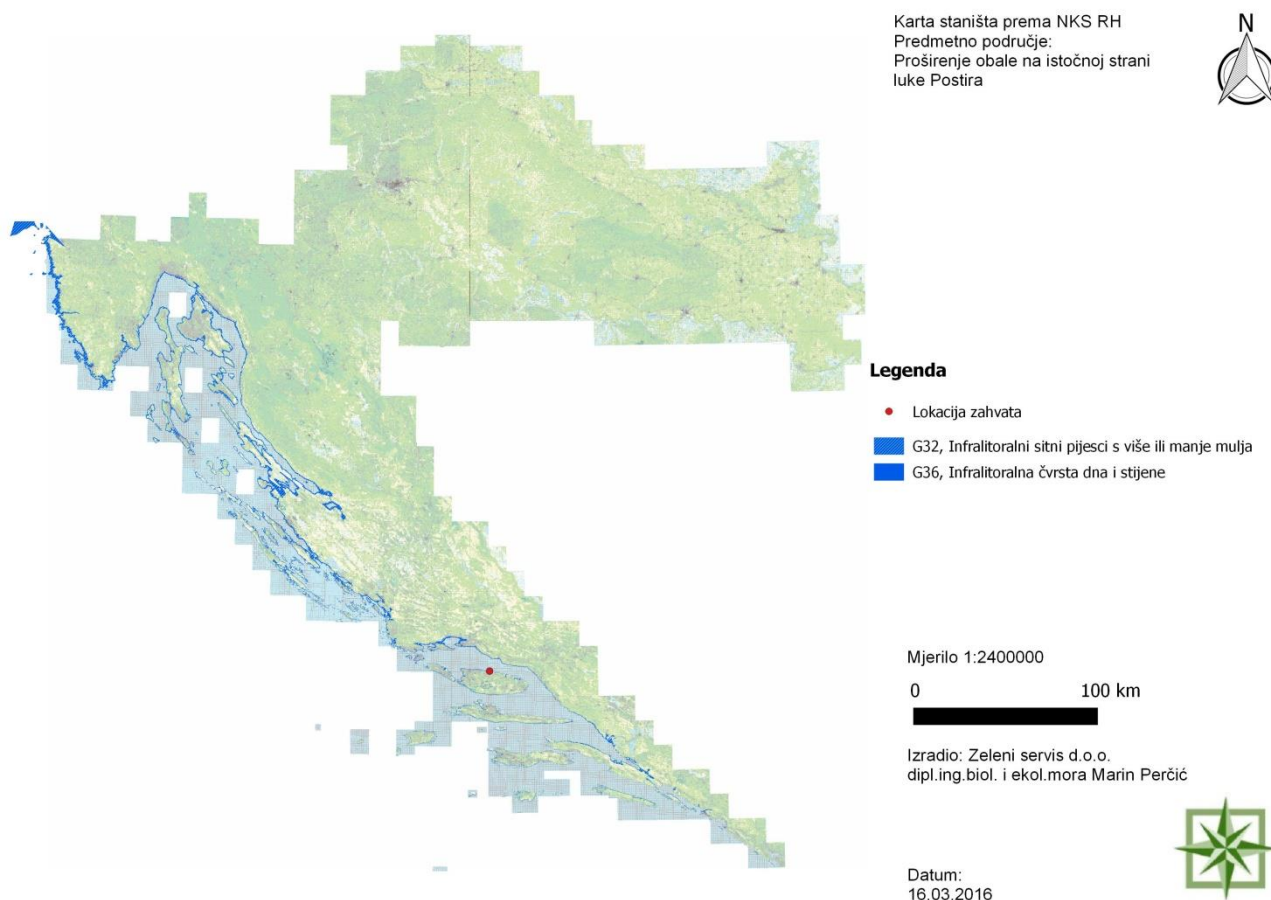 Karta staništa prema NKS RH
Predmetno područje:
Proširenje obale na istočnoj strani
luke Postira
N
Legenda
Lokacija zahvata
G32, Infralitoralni sitni pijesci s više ili manje mulja
G36, Infralitoralna čvrsta dna i stijene
Mjerilo 1:2400000
0 100 km
Izradio: Zeleni servis d.o.o.
dipl.ing.biol. i ekol.mora Marin Perčić
Datum:
16.03.2016